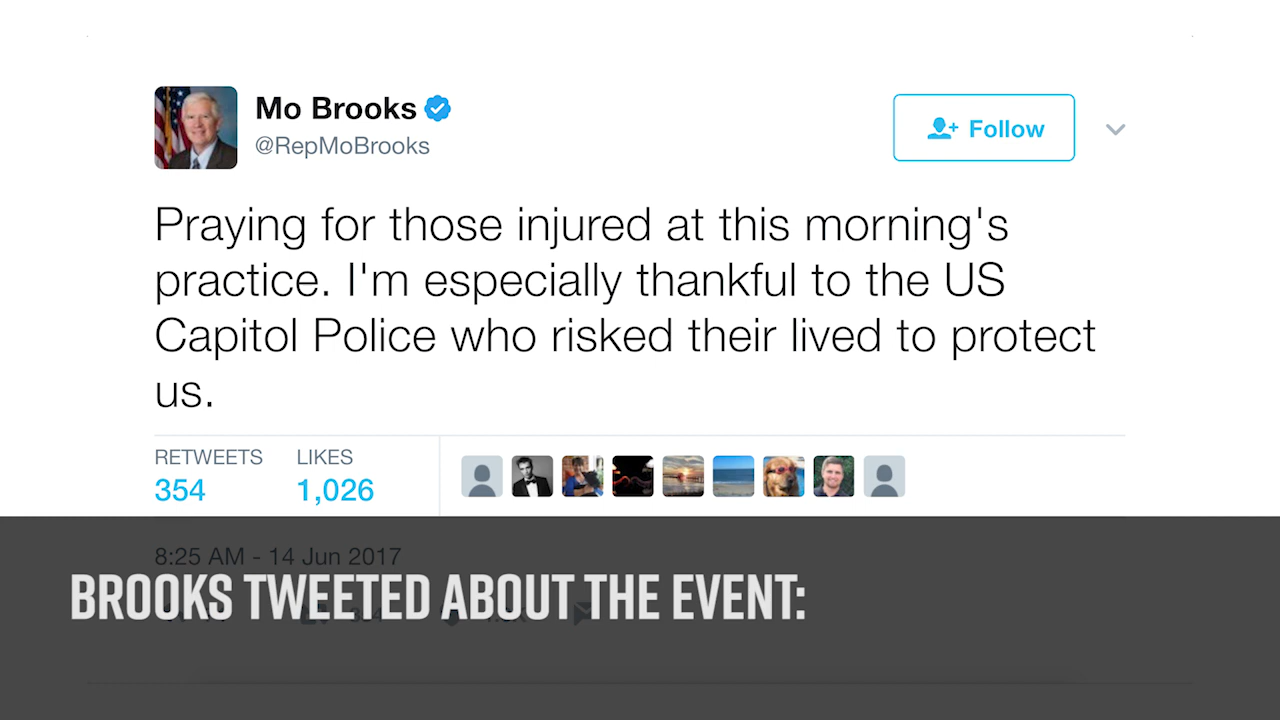 Mo Brooks
@RepMoBrooks
Follow
Praying for those injured at this morning's
practice. I'm especially thankful to the US
Capitol Police who risked their lived to protect
us.
RETWEETS LIKES
354 1,026
8:25 AM - 14 Jun 2017
BROOKS TWEETED ABOUT THE EVENT: